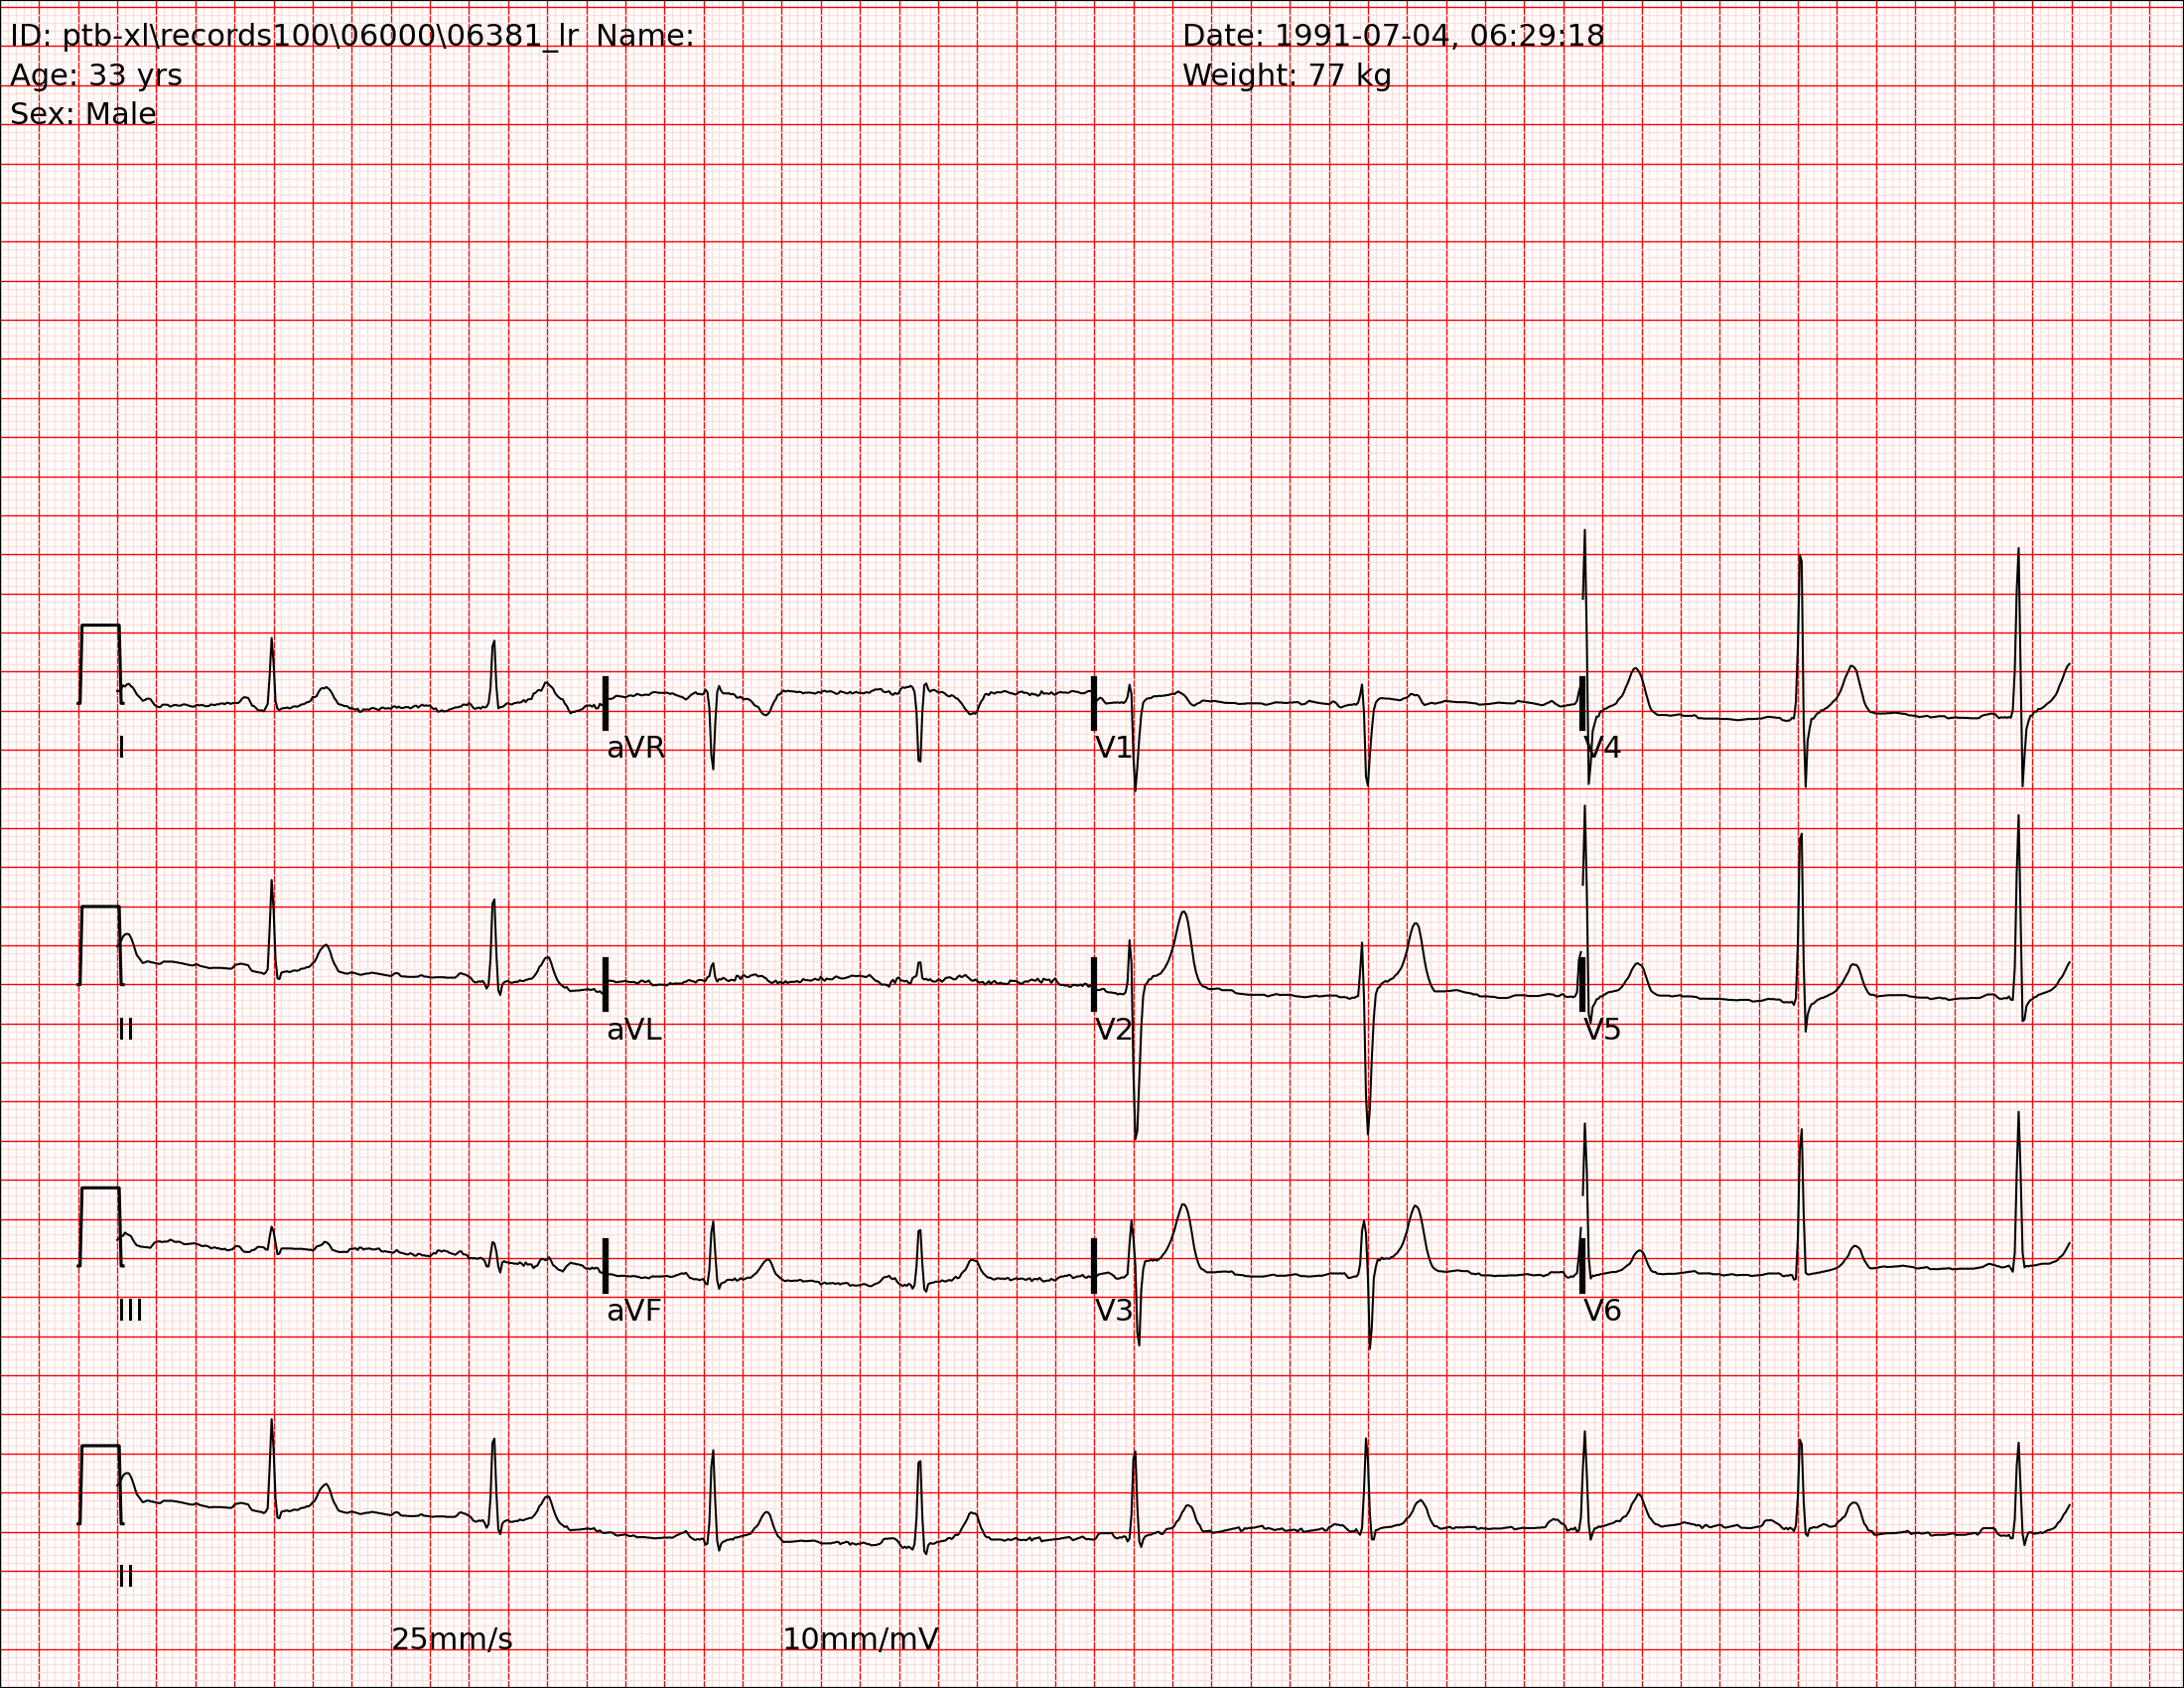 ID: ptb-xl\records100\06000\06381_lr Name:
Date: 1991-07-04, 06:29:18
Age: 33 yrs
Weight: 77 kg
Sex: Male
I aVR V1 V4
II aVL V2 V5
III aVF V3 V6
II
25mm/s 10mm/mV